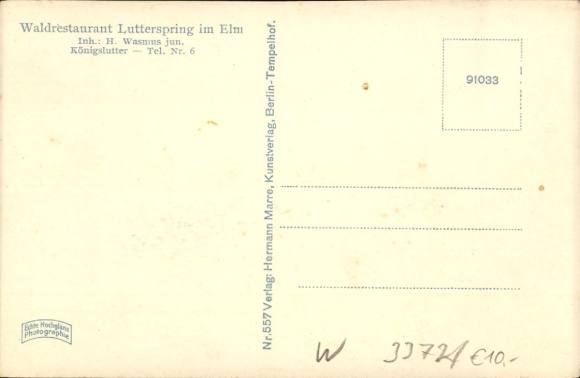 Waldrestaurant Lutterspring im Elm
Inh.: H. Wasmus jun.
Königslutter — Tel. Nr. 6
Nr. 557 Verlag: Hermann Marre, Kunstverlag, Berlin-Tempelhof.
91033
Echte Hochglanz
Photographie
W 3372/ €10.-